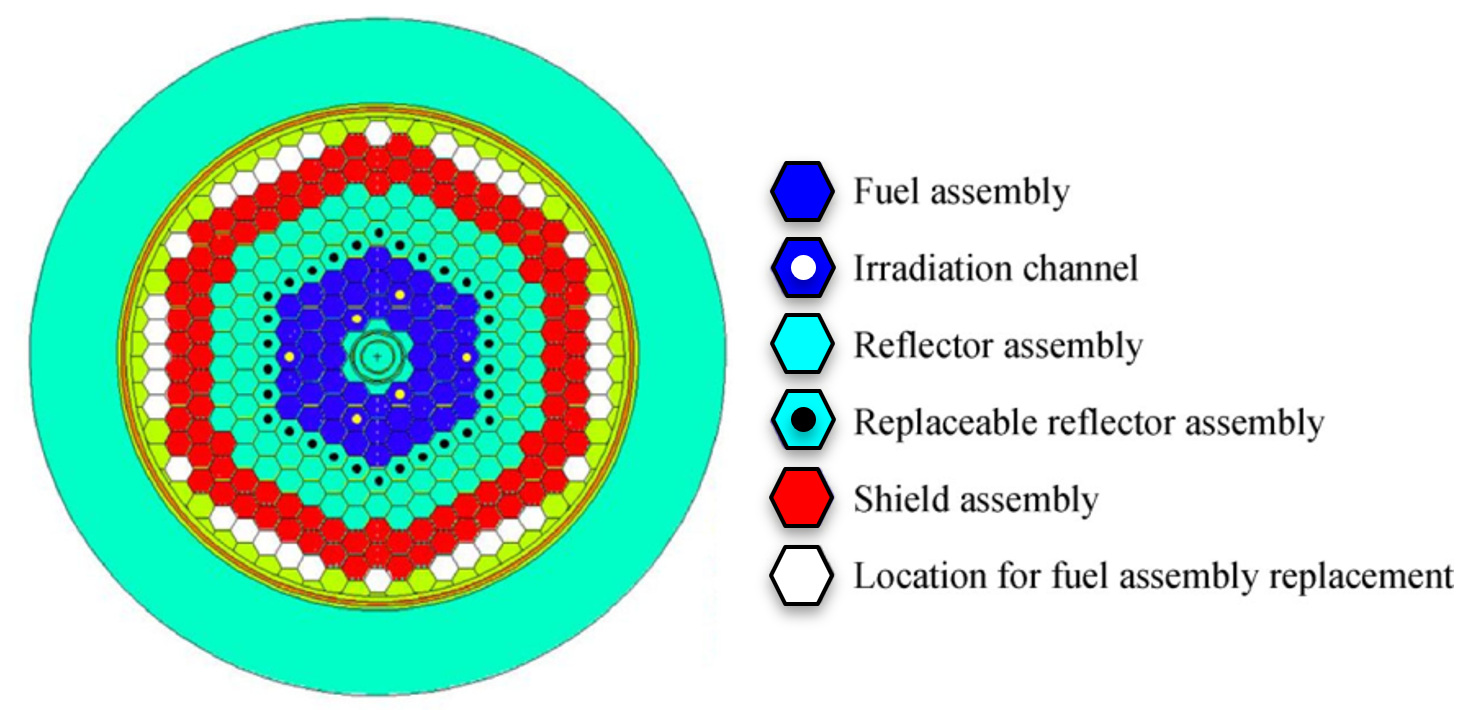 Fuel assembly
Irradiation channel
Reflector assembly
Replaceable reflector assembly
Shield assembly
Location for fuel assembly replacement